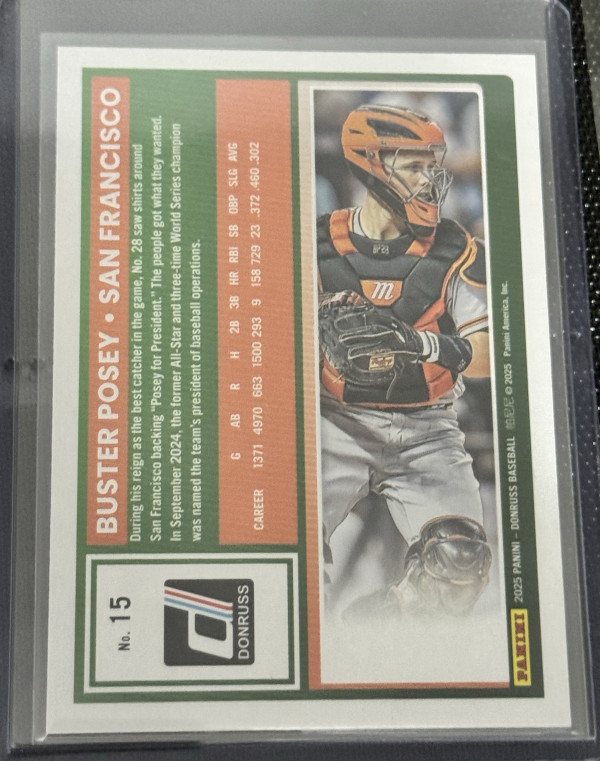 No. 15
DONRUSS
BUSTER POSEY • SAN FRANCISCO
During his reign as the best catcher in the game, No. 28 saw shirts around
San Francisco backing "Posey for President." The people got what they wanted.
In September 2024, the former All-Star and three-time World Series champion
was named the team's president of baseball operations.
G AB R H 2B 3B HR RBI SB OBP SLG AVG
CAREER 1371 4970 663 1500 293 9 158 729 23 .372 .460 .302
m
PANINI 2025 PANINI – DONRUSS BASEBALL 帕尼尼 © 2025 Panini America, Inc.